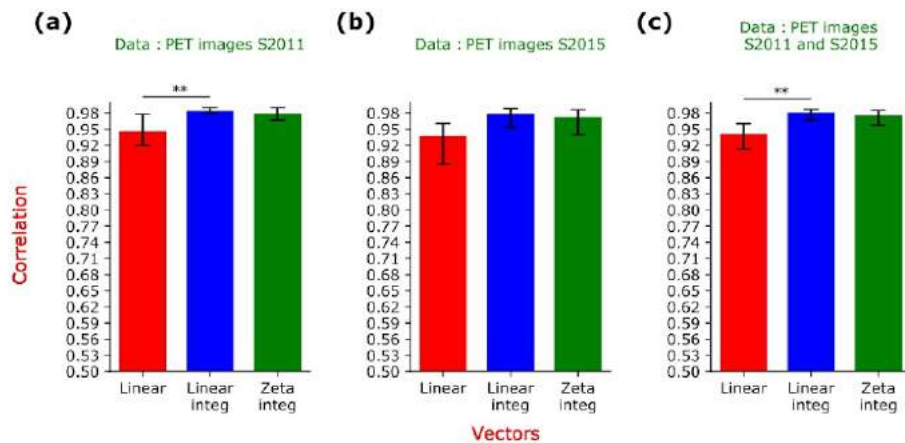 (a)
Data : PET images S2011
**
0.98
0.95
0.92
0.89
0.86
0.83
0.80
0.77
0.74
0.71
0.68
0.65
0.62
0.59
0.56
0.53
0.50
Correlation
Linear
Linear
integ
Zeta
integ
(b)
Data : PET images S2015
0.98
0.95
0.92
0.89
0.86
0.83
0.80
0.77
0.74
0.71
0.68
0.65
0.62
0.59
0.56
0.53
0.50
Linear
Linear
integ
Zeta
integ
Vectors
(c)
Data : PET images
S2011 and S2015
**
0.98
0.95
0.92
0.89
0.86
0.83
0.80
0.77
0.74
0.71
0.68
0.65
0.62
0.59
0.56
0.53
0.50
Linear
Linear
integ
Zeta
integ